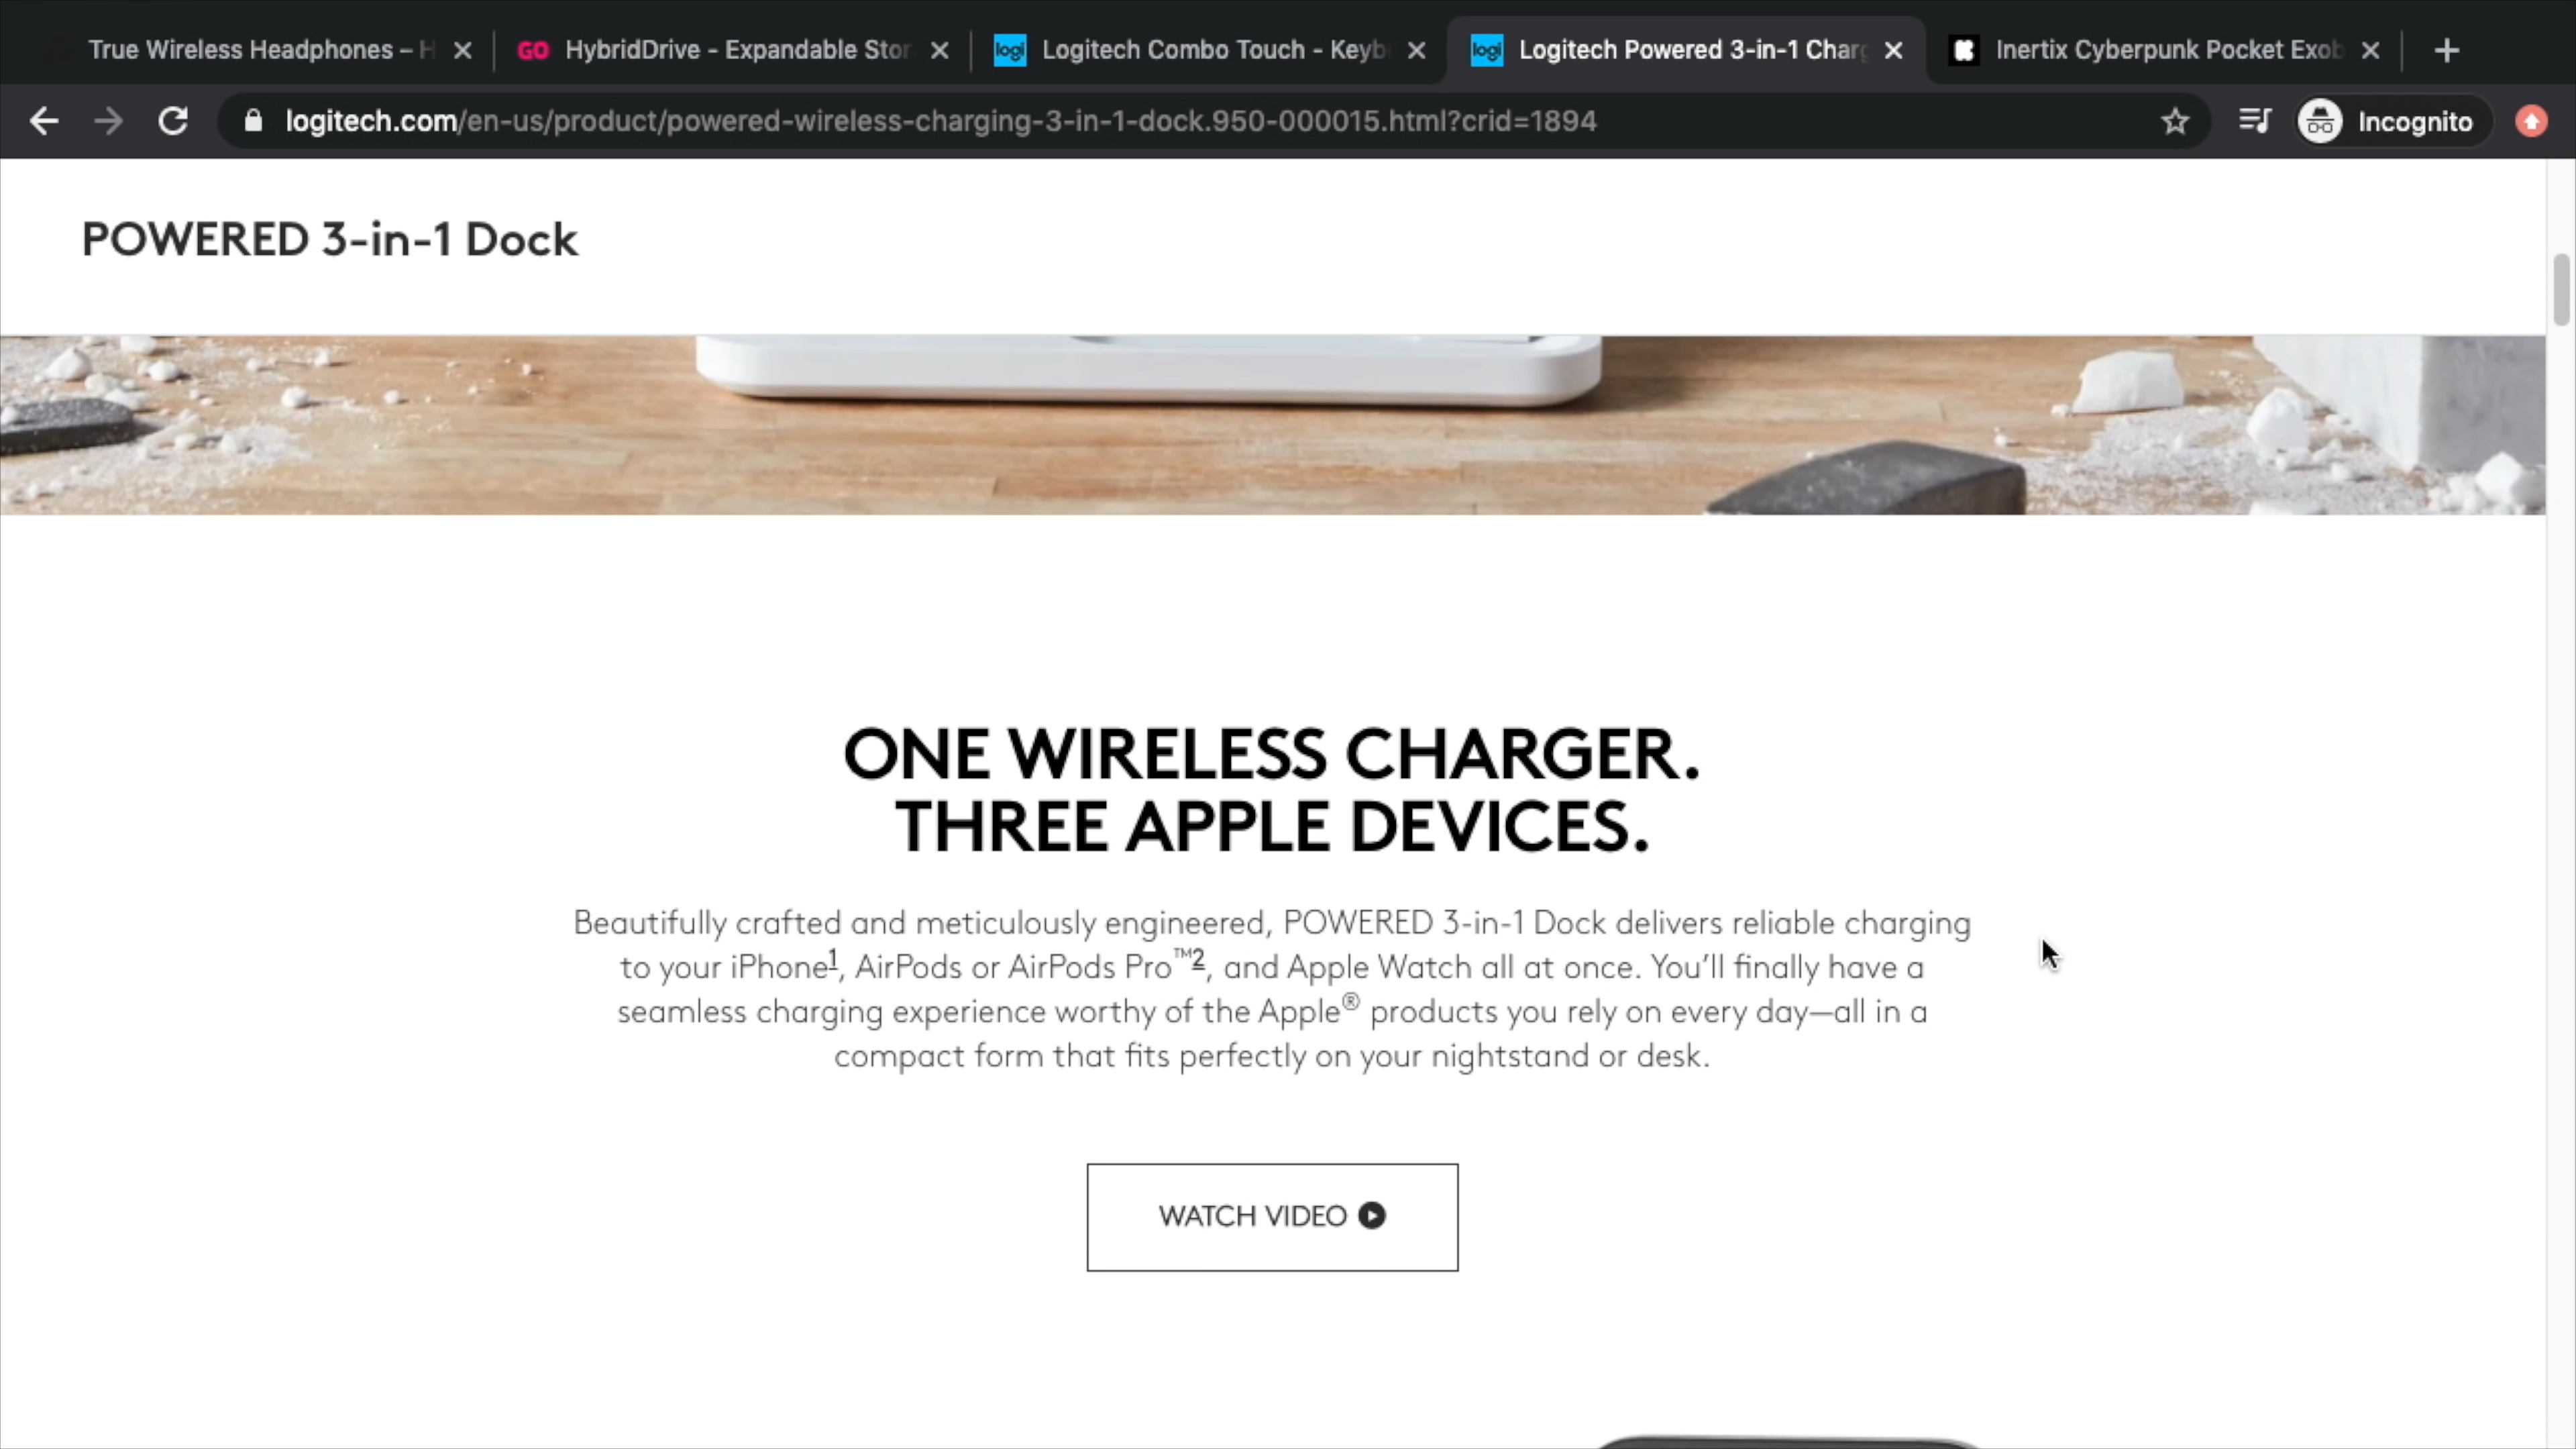 True Wireless Headphones – H
GO HybridDrive - Expandable Stor
logi Logitech Combo Touch - Keyb
logi Logitech Powered 3-in-1 Charg
Inertix Cyberpunk Pocket Exob
logitech.com/en-us/product/powered-wireless-charging-3-in-1-dock.950-000015.html?crid=1894
Incognito
POWERED 3-in-1 Dock
ONE WIRELESS CHARGER.
THREE APPLE DEVICES.
Beautifully crafted and meticulously engineered, POWERED 3-in-1 Dock delivers reliable charging
to your iPhone1, AirPods or AirPods Pro™2, and Apple Watch all at once. You’ll finally have a
seamless charging experience worthy of the Apple® products you rely on every day—all in a
compact form that fits perfectly on your nightstand or desk.
WATCH VIDEO